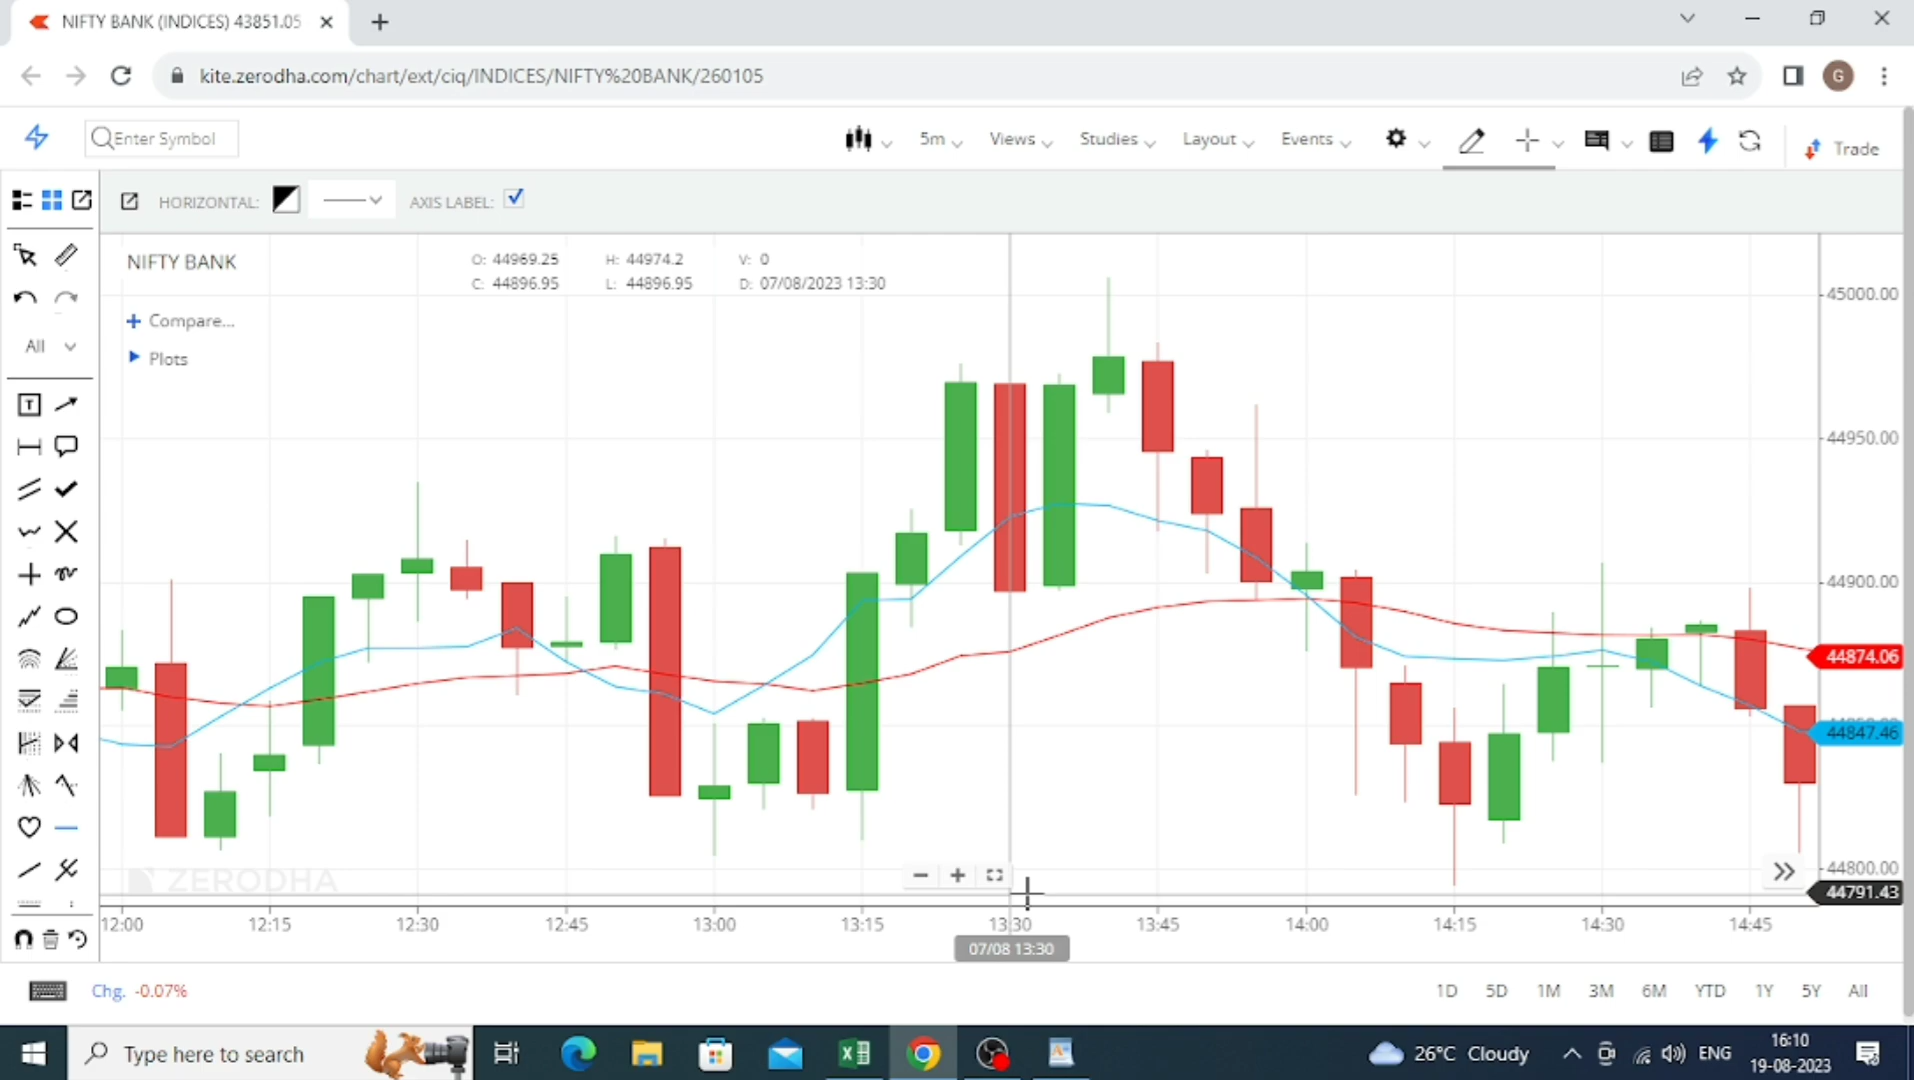 NIFTY BANK (INDICES) 43851.05
kite.zerodha.com/chart/ext/ciq/INDICES/NIFTY%20BANK/260105
G
Enter Symbol
5m
Views
Studies
Layout
Events
Trade
HORIZONTAL:
AXIS LABEL:
NIFTY BANK
O: 44969.25 H: 44974.2 V: 0
C: 44896.95 L: 44896.95 D: 07/08/2023 13:30
+ Compare...
Plots
All
T
45000.00
44950.00
44900.00
44874.06
44847.46
44800.00
44791.43
ZERODHA
12:00 12:15 12:30 12:45 13:00 13:15 13:30 13:45 14:00 14:15 14:30 14:45
07/08 13:30
Chg. -0.07%
1D 5D 1M 3M 6M YTD 1Y 5Y All
Type here to search
26°C Cloudy
ENG
16:10
19-08-2023